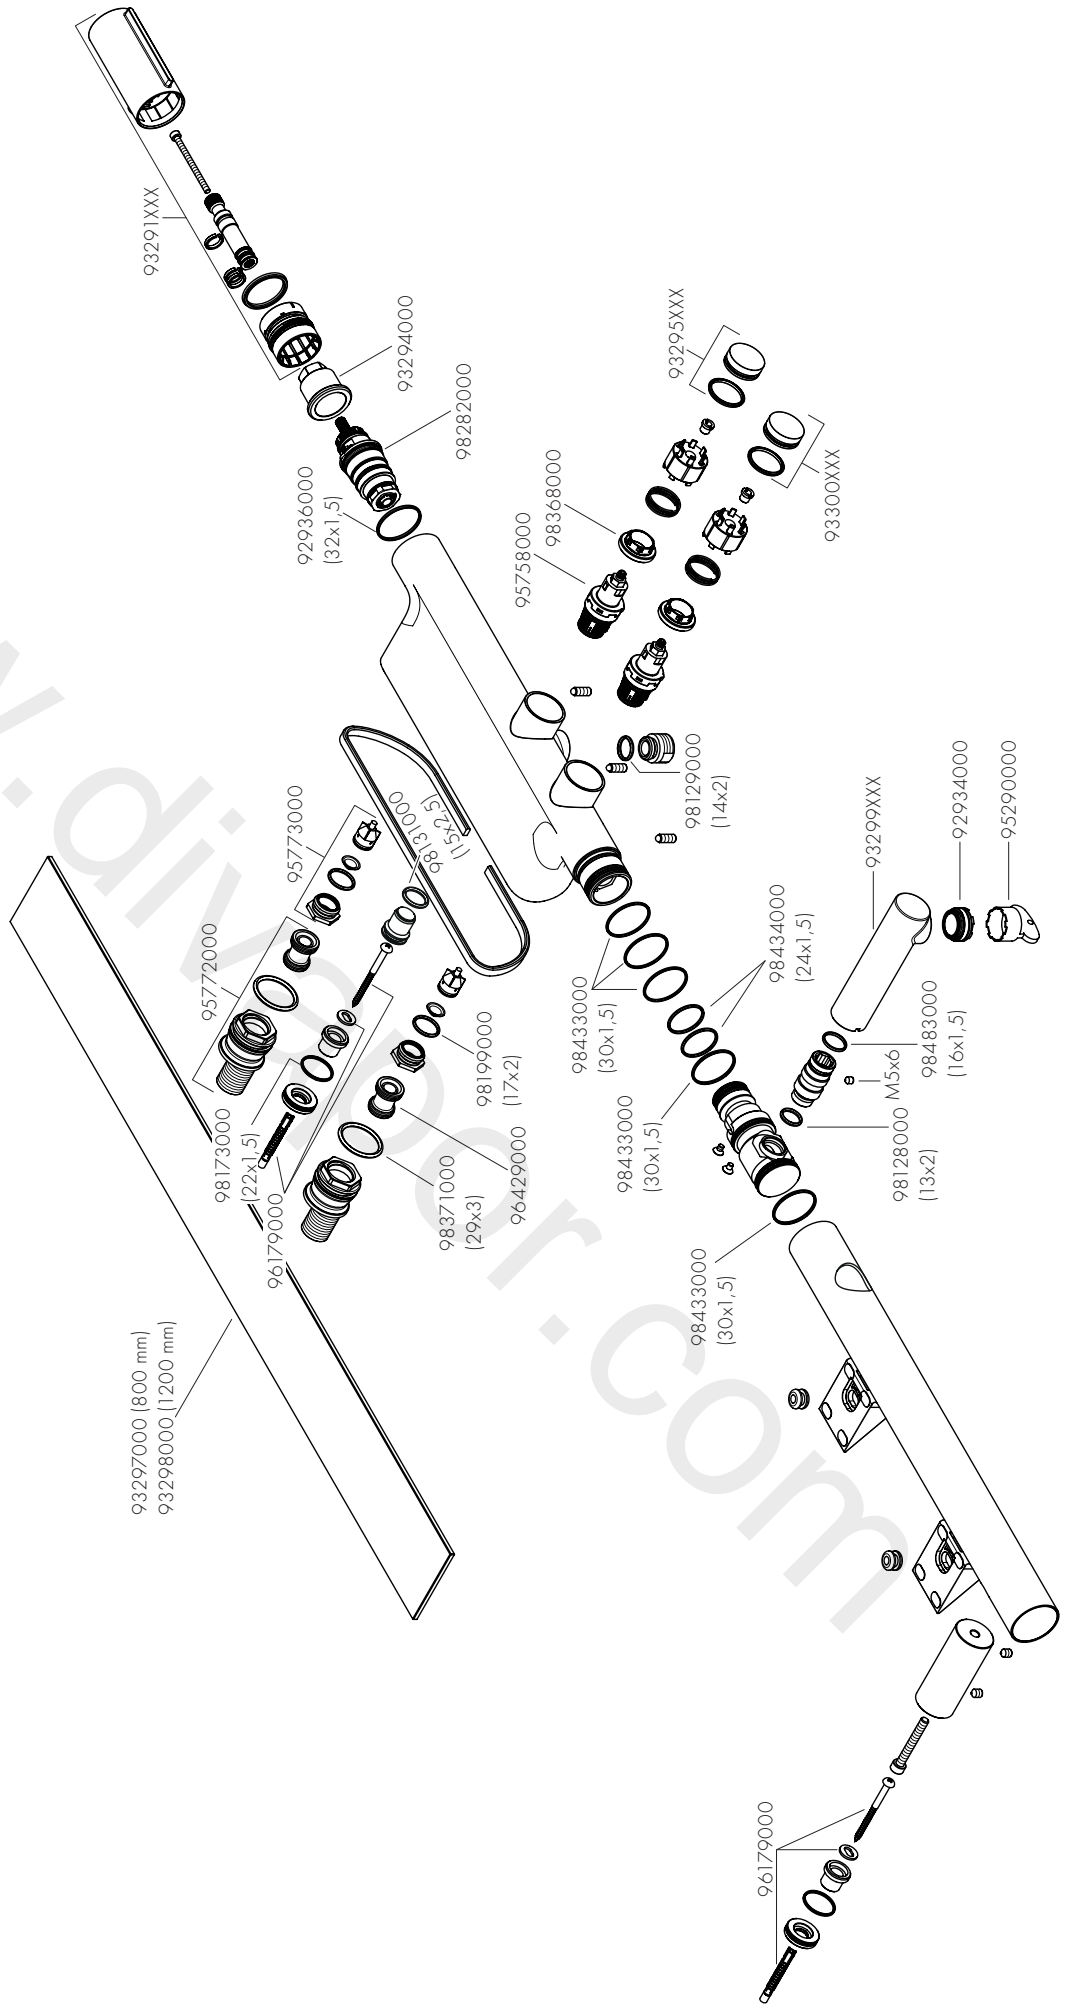 93291XXX
93294000
98282000
92936000
(32x1,5)
93295XXX
93300XXX
98368000
95758000
98129000
(14x2)
95773000
95772000
98131000
(15x2,5)
98173000
(22x1,5)
96179000
98199000
(17x2)
96429000
98371000
(29x3)
93297000 (800 mm)
93298000 (1200 mm)
98433000
(30x1,5)
98434000
(24x1,5)
98433000
(30x1,5)
98433000
(30x1,5)
93299XXX
92934000
95290000
98483000
(16x1,5)
M5x6
98128000
(13x2)
96179000
w.divapor.com